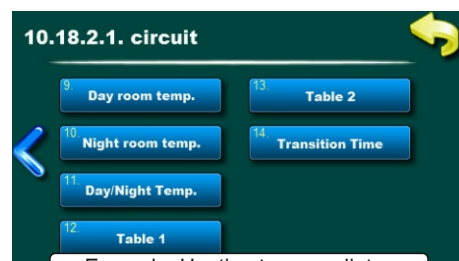 10.18.2.1. circuit
9. Day room temp.
10. Night room temp.
11. Day/Night Temp.
12. Table 1
13. Table 2
14. Transition Time